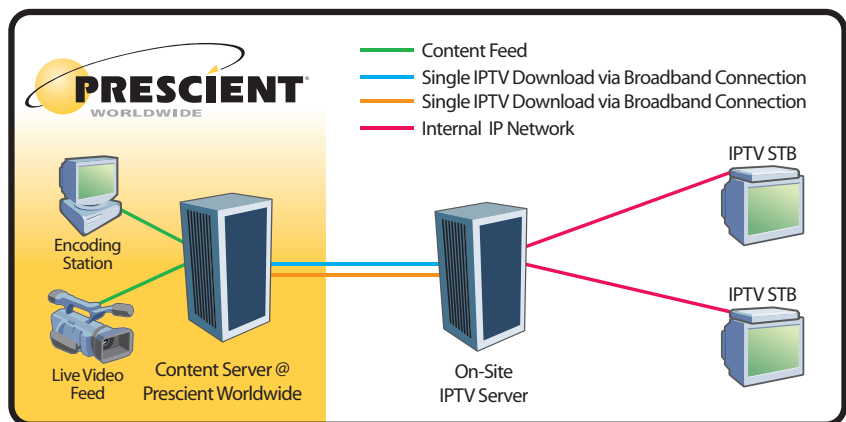 PRESCIENT®
WORLDWIDE
Content Feed
Single IPTV Download via Broadband Connection
Single IPTV Download via Broadband Connection
Internal IP Network
IPTV STB
Encoding
Station
IPTV STB
Live Video
Feed
Content Server @
Prescient Worldwide
On-Site
IPTV Server